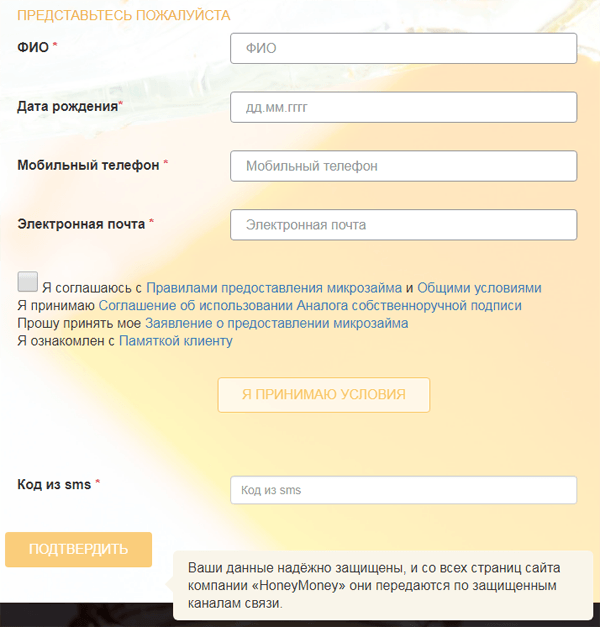 ПРЕДСТАВЬТЕСЬ ПОЖАЛУЙСТА
ФИО *
ФИО
Дата рождения*
дд.мм.гггг
Мобильный телефон *
Мобильный телефон
Электронная почта *
Электронная почта
Я соглашаюсь с Правилами предоставления микрозайма и Общими условиями
Я принимаю Соглашение об использовании Аналога собственноручной подписи
Прошу принять мое Заявление о предоставлении микрозайма
Я ознакомлен с Памяткой клиенту
Я ПРИНИМАЮ УСЛОВИЯ
Код из sms *
Код из sms
ПОДТВЕРДИТЬ
Ваши данные надёжно защищены, и со всех страниц сайта
компании «HoneyMoney» они передаются по защищенным
каналам связи.